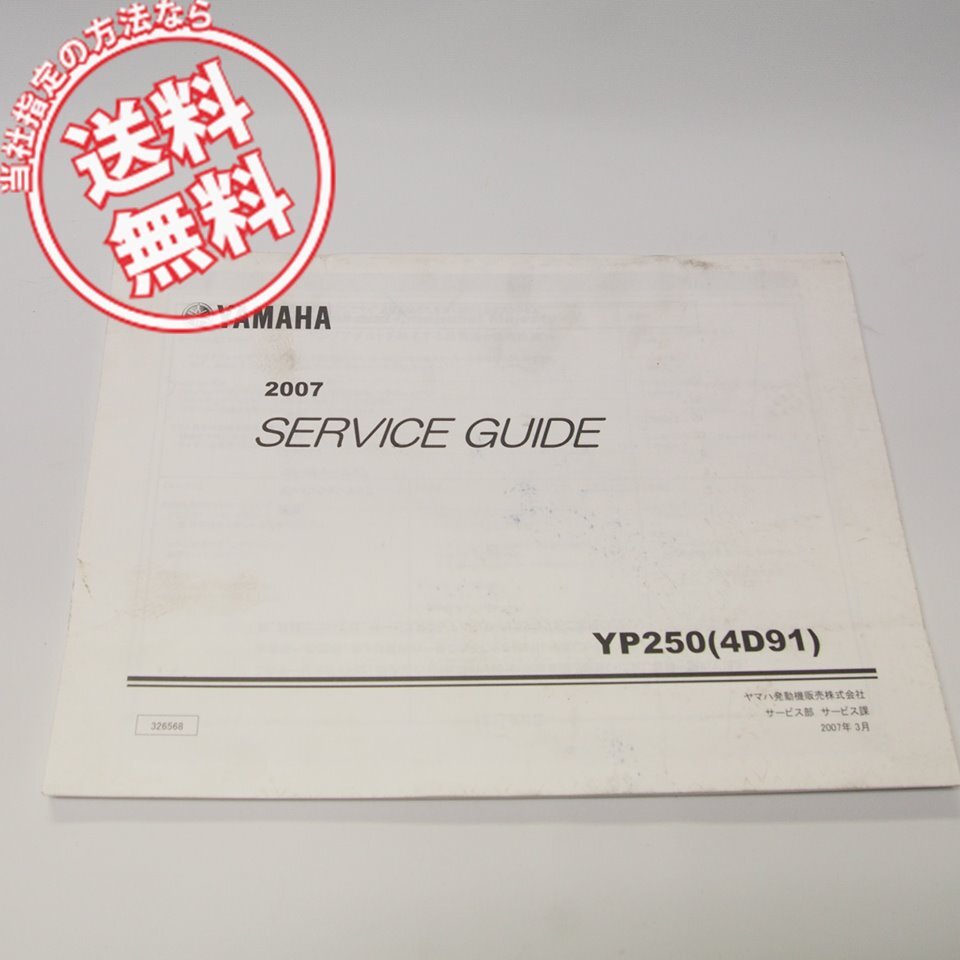 当社指定の方法なら
送料
無料
YAMAHA
2007
SERVICE GUIDE
YP250(4D91)
ヤマハ発動機販売株式会社
サービス部 サービス課
2007年 3月
326568